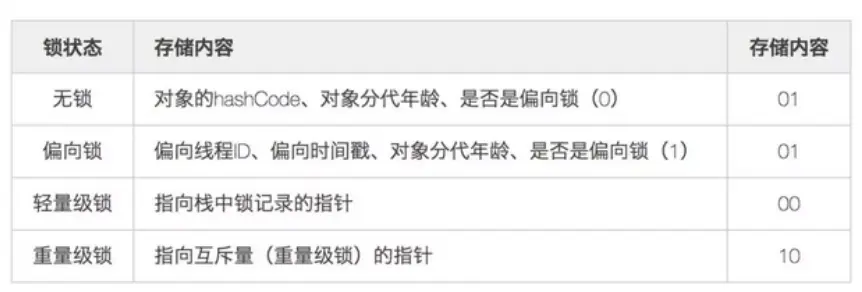 锁状态 存储内容 存储内容
无锁 对象的hashCode、对象分代年龄、是否是偏向锁（0） 01
偏向锁 偏向线程ID、偏向时间戳、对象分代年龄、是否是偏向锁（1） 01
轻量级锁 指向栈中锁记录的指针 00
重量级锁 指向互斥量（重量级锁）的指针 10